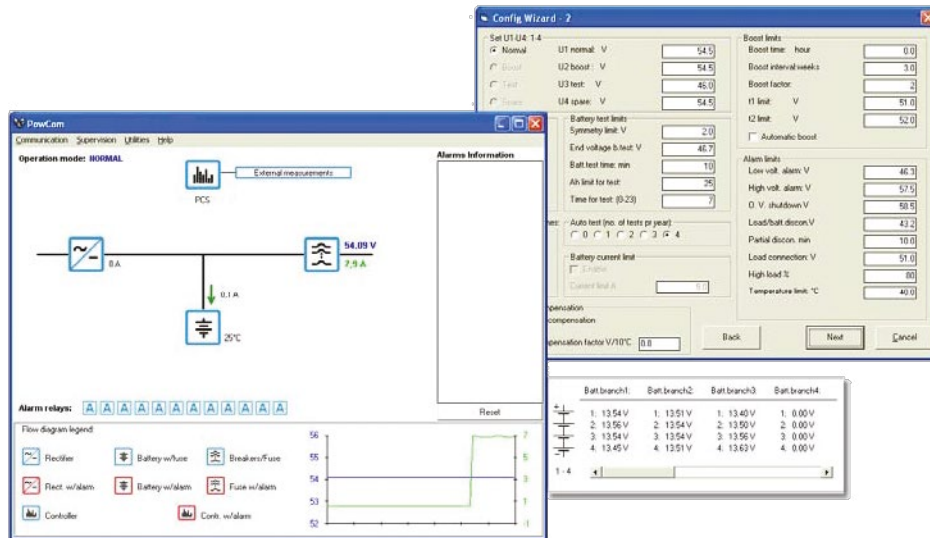 Config Wizard - 2
Set U1-U4: 1-4
Normal
U1 normal: V
54.5
Boost
U2 boost : V
54.5
Test
U3 test: V
46.0
Spare
U4 spare: V
54.5
Battery test limits
Symmetry limit: V
2.0
End voltage b.test: V
46.7
Batt.test time: min
10
Ah limit for test:
25
Time for test: (0-23)
7
Auto test (no. of tests pr year):
0 1 2 3 4
Battery current limit
Enable
Current limit A
Boost limits
Boost time: hour
0.0
Boost interval:weeks
3.0
Boost factor:
2
t1 limit: V
51.0
t2 limit: V
52.0
Automatic boost
Alarm limits
Low volt. alarm: V
46.3
High volt. alarm: V
57.5
O. V. shutdown V
58.5
Load/batt discon.V
43.2
Partial discon. min
10.0
Load connection: V
51.0
High load %
80
Temperature limit: °C
40.0
Back
Next
Cancel
PowCom
Communication Supervision Utilities Help
Operation mode: NORMAL
Alarms Information
External measurements
PCS
54.09 V
7,9 A
0.1 A
25°C
Alarm relays: A A A A A A A A A A A A
Reset
Flow diagram legend:
Rectifier
Battery w/fuse
Breakers/Fuse
Rect. w/alarm
Battery w/alarm
Fuse w/alarm
Controller
Contr. w/alarm
56
55
54
53
52
7
5
3
1
-1
Batt.branch1: Batt.branch2: Batt.branch3: Batt.branch4:
1: 13.54 V 1: 13.51 V 1: 13.40 V 1: 0.00 V
2: 13.56 V 2: 13.54 V 2: 13.50 V 2: 0.00 V
3: 13.54 V 3: 13.54 V 3: 13.56 V 3: 0.00 V
4: 13.45 V 4: 13.51 V 4: 13.63 V 4: 0.00 V
1 - 4